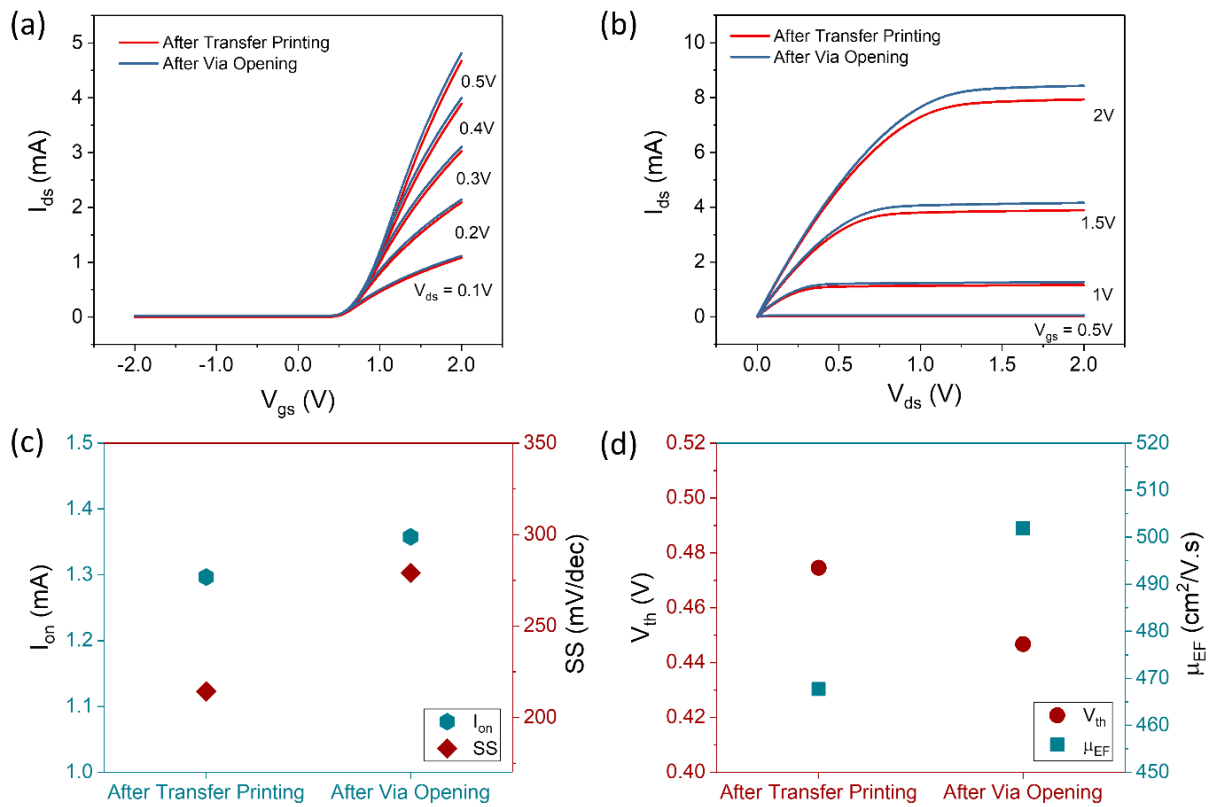 (a)
After Transfer Printing
After Via Opening
5
4
3
2
1
0
I_ds (mA)
0.5V
0.4V
0.3V
0.2V
V_ds = 0.1V
-2.0
-1.0
0.0
1.0
2.0
V_gs (V)
(b)
After Transfer Printing
After Via Opening
10
8
6
4
2
0
I_ds (mA)
2V
1.5V
1V
V_gs = 0.5V
0.0
0.5
1.0
1.5
2.0
V_ds (V)
(c)
1.5
1.4
1.3
1.2
1.1
1.0
I_on (mA)
350
300
250
200
SS (mV/dec)
I_on
SS
After Transfer Printing
After Via Opening
(d)
0.52
0.50
0.48
0.46
0.44
0.42
0.40
V_th (V)
520
510
500
490
480
470
460
450
μ_EF (cm²/V.s)
V_th
μ_EF
After Transfer Printing
After Via Opening